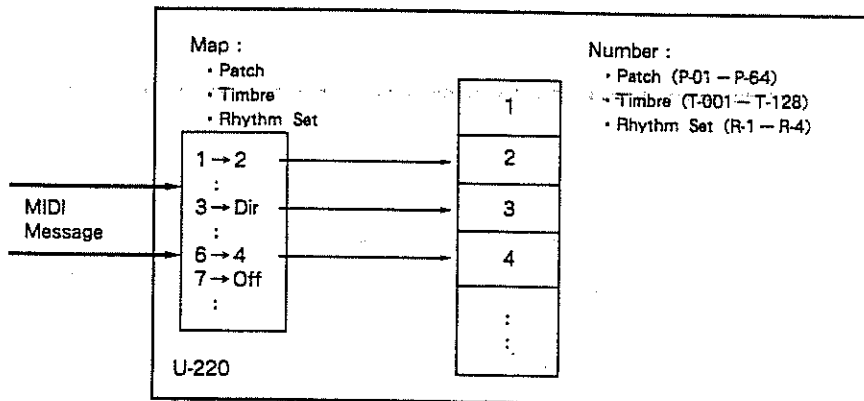 Map :
・Patch
・Timbre
・Rhythm Set
1→2
:
3→Dir
:
6→4
7→Off
:
MIDI
Message
U-220
1
2
3
4
:
:
Number :
・Patch (P-01 – P-64)
・Timbre (T-001 – T-128)
・Rhythm Set (R-1 – R-4)